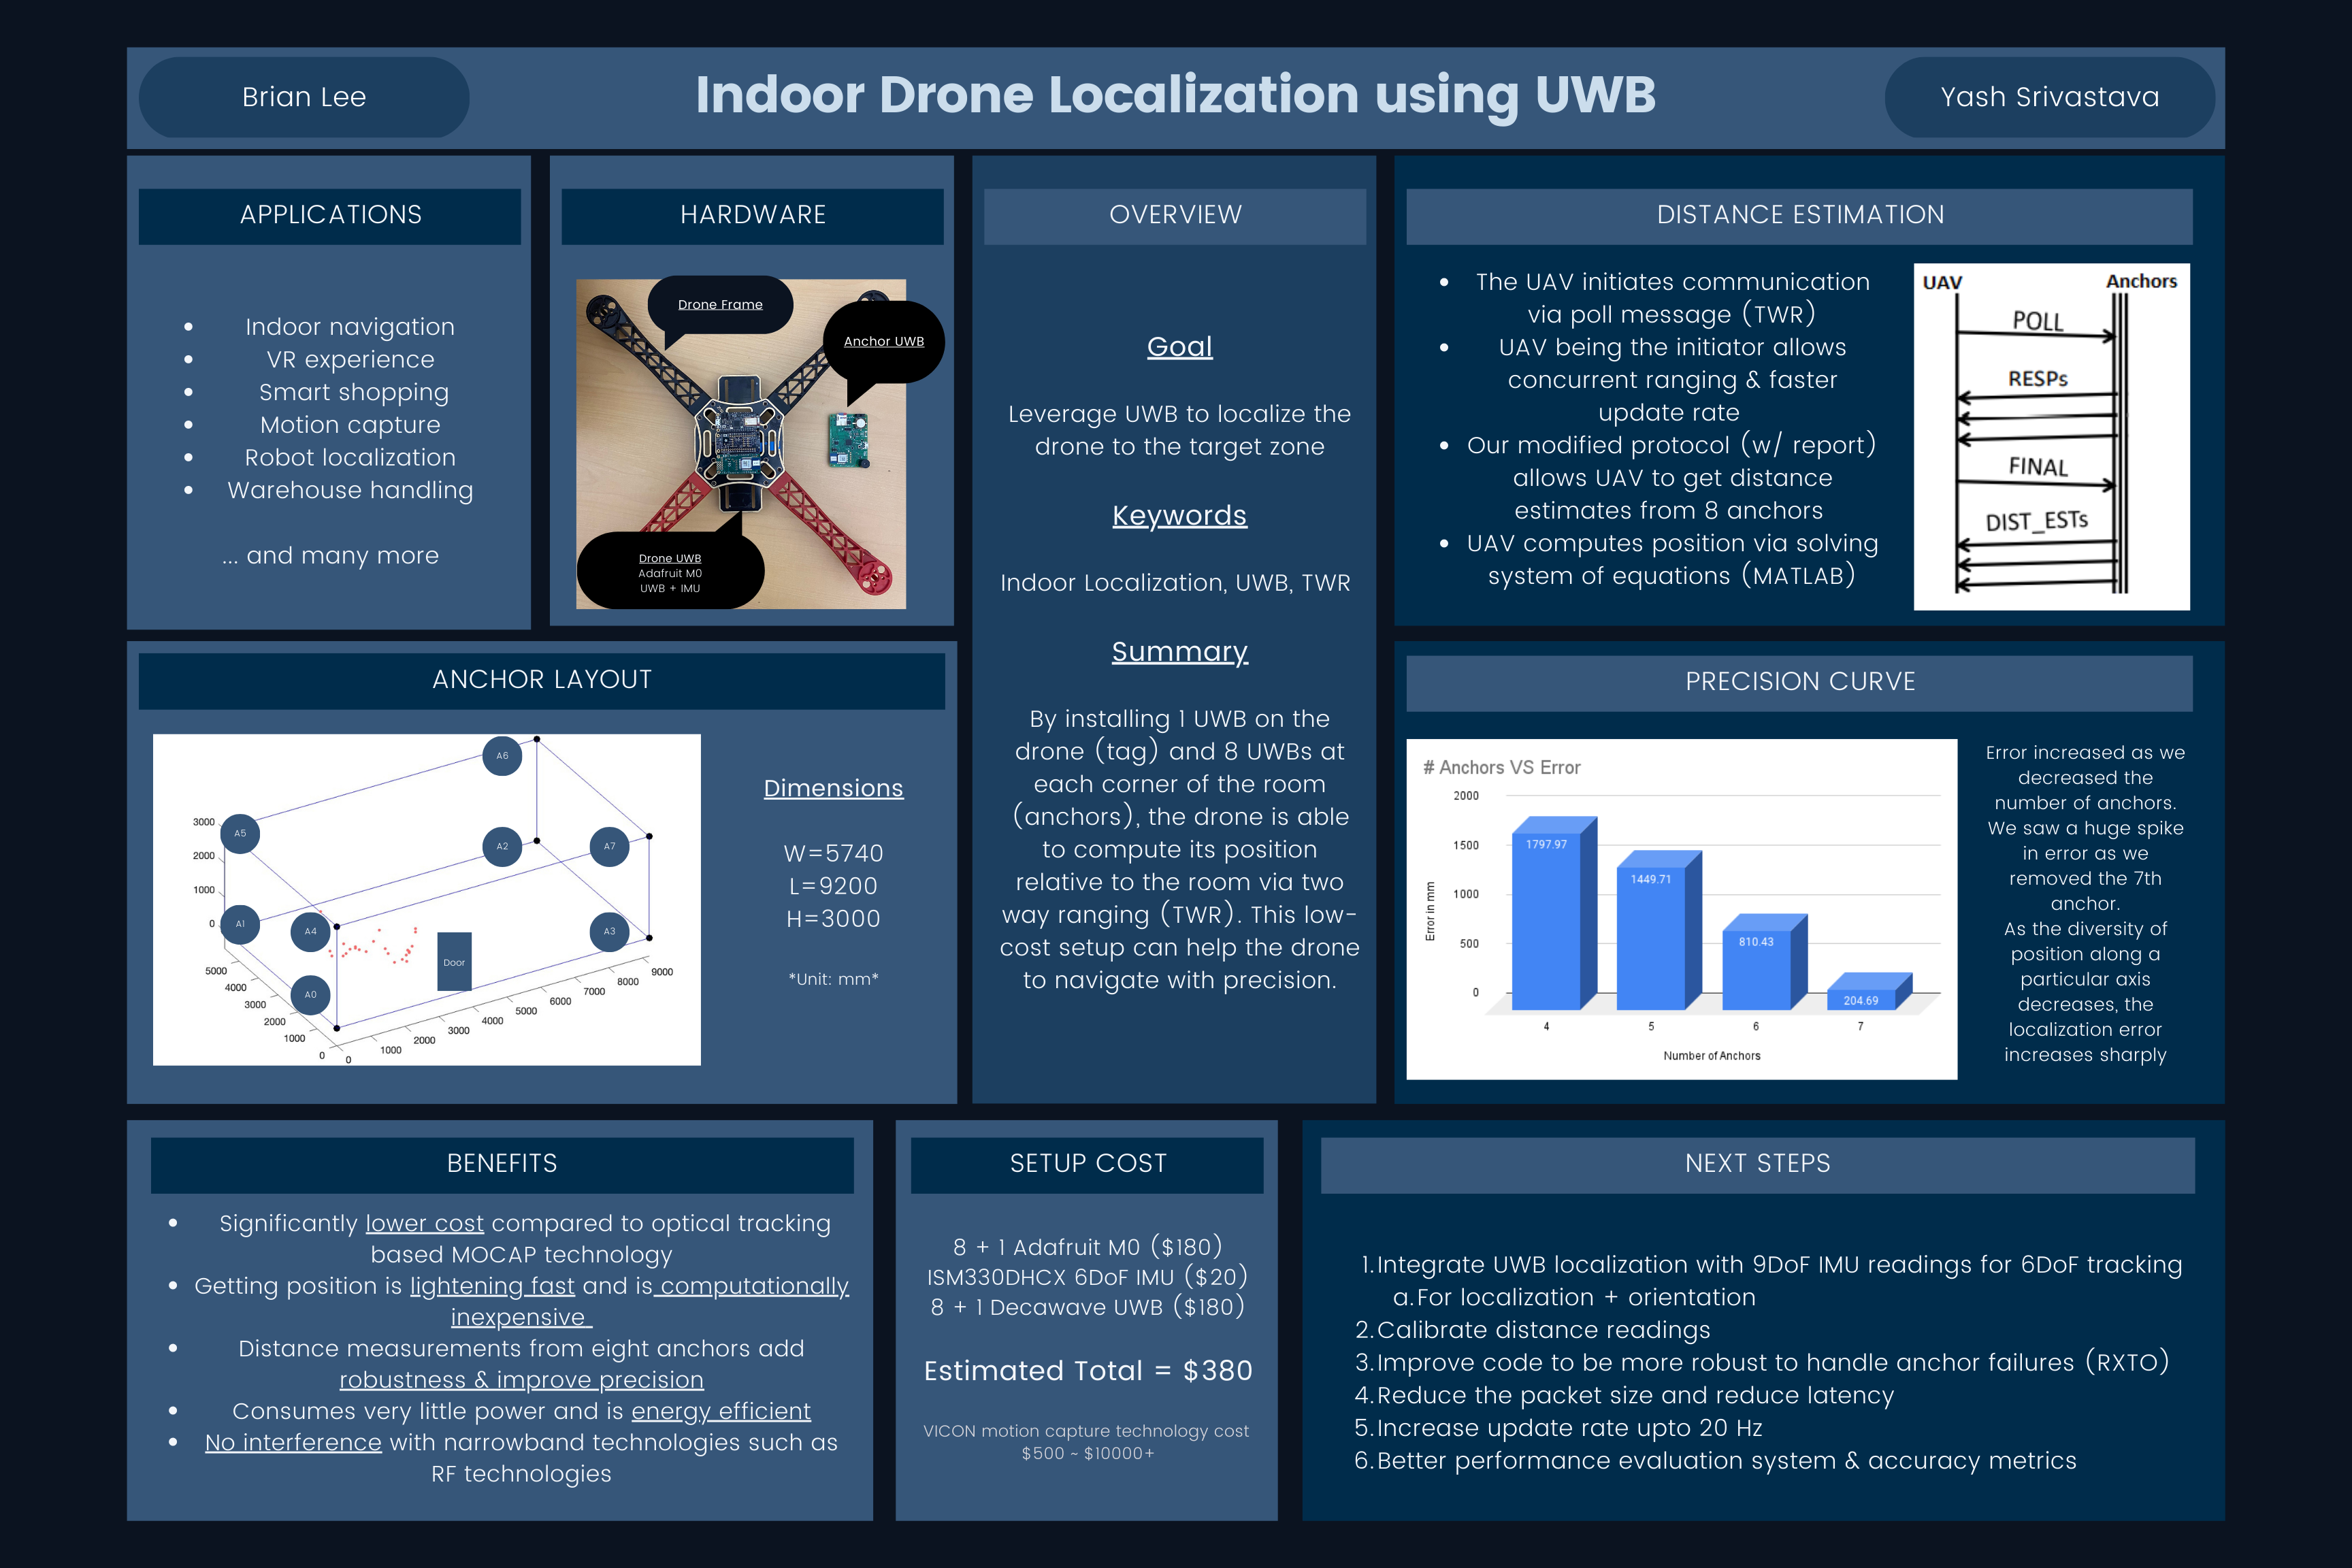 Brian Lee
Indoor Drone Localization using UWB
Yash Srivastava
APPLICATIONS
Indoor navigation
VR experience
Smart shopping
Motion capture
Robot localization
Warehouse handling
... and many more
HARDWARE
Drone Frame
Anchor UWB
Drone UWB
Adafruit M0
UWB + IMU
OVERVIEW
Goal
Leverage UWB to localize the
drone to the target zone
Keywords
Indoor Localization, UWB, TWR
Summary
By installing 1 UWB on the
drone (tag) and 8 UWBs at
each corner of the room
(anchors), the drone is able
to compute its position
relative to the room via two
way ranging (TWR). This low-
cost setup can help the drone
to navigate with precision.
DISTANCE ESTIMATION
The UAV initiates communication
via poll message (TWR)
UAV being the initiator allows
concurrent ranging & faster
update rate
Our modified protocol (w/ report)
allows UAV to get distance
estimates from 8 anchors
UAV computes position via solving
system of equations (MATLAB)
UAV Anchors
POLL
RESPs
FINAL
DIST_ESTs
ANCHOR LAYOUT
A6
A5
A2
A7
A1
A4
A3
A0
Door
3000
2000
1000
0
5000
4000
3000
2000
1000
0
0
1000
2000
3000
4000
5000
6000
7000
8000
9000
Dimensions
W=5740
L=9200
H=3000
*Unit: mm*
PRECISION CURVE
# Anchors VS Error
Error in mm
2000
1500
1000
500
0
1797.97
1449.71
810.43
204.69
4
5
6
7
Number of Anchors
Error increased as we
decreased the
number of anchors.
We saw a huge spike
in error as we
removed the 7th
anchor.
As the diversity of
position along a
particular axis
decreases, the
localization error
increases sharply
BENEFITS
Significantly lower cost compared to optical tracking
based MOCAP technology
Getting position is lightening fast and is computationally
inexpensive
Distance measurements from eight anchors add
robustness & improve precision
Consumes very little power and is energy efficient
No interference with narrowband technologies such as
RF technologies
SETUP COST
8 + 1 Adafruit M0 ($180)
ISM330DHCX 6DoF IMU ($20)
8 + 1 Decawave UWB ($180)
Estimated Total = $380
VICON motion capture technology cost
$500 ~ $10000+
NEXT STEPS
1.Integrate UWB localization with 9DoF IMU readings for 6DoF tracking
a.For localization + orientation
2.Calibrate distance readings
3.Improve code to be more robust to handle anchor failures (RXTO)
4.Reduce the packet size and reduce latency
5.Increase update rate upto 20 Hz
6.Better performance evaluation system & accuracy metrics